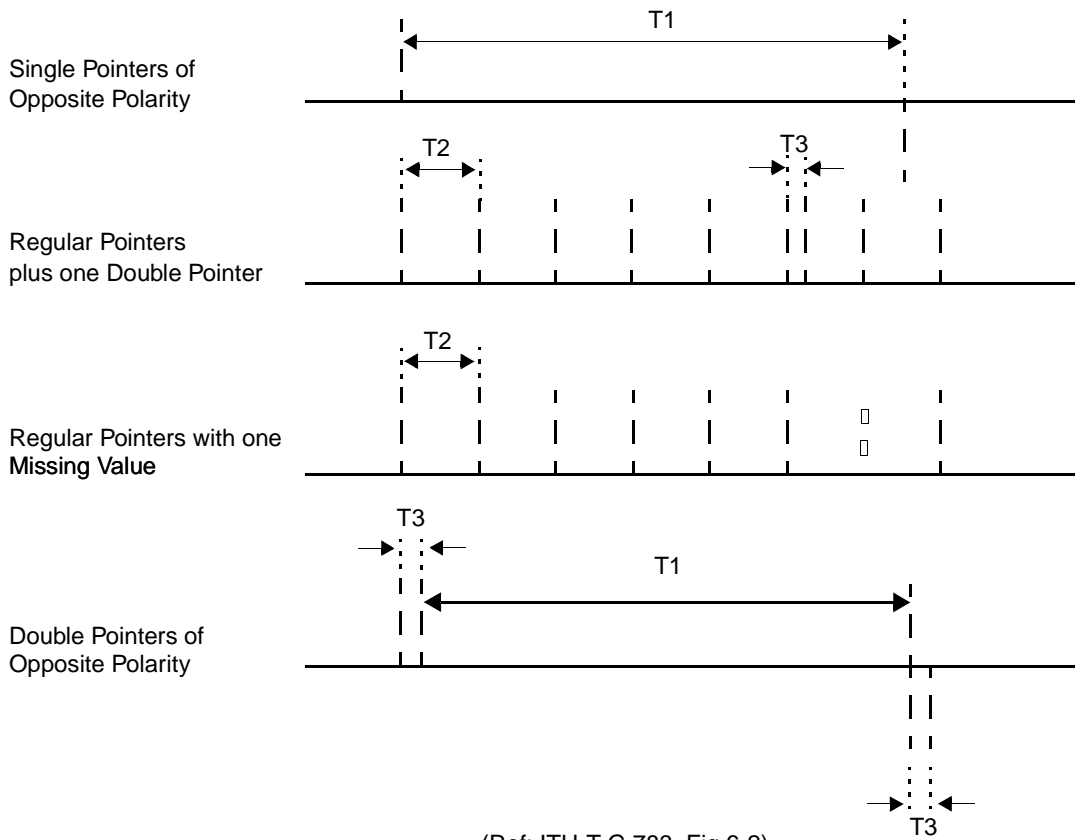 T1
Single Pointers of
Opposite Polarity
T2
T3
Regular Pointers
plus one Double Pointer
T2
Regular Pointers with one
Missing Value
T3
T1
Double Pointers of
Opposite Polarity
T3